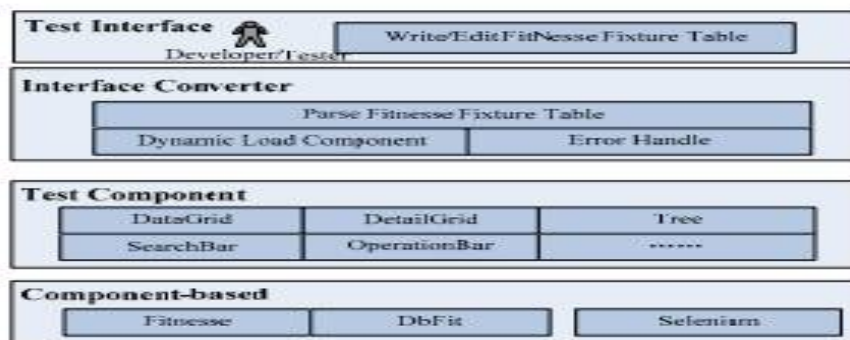 Test Interface
Write/Edit FitNesse Fixture Table
Developer/Tester
Interface Converter
Parse Fitnesse Fixture Table
Dynamic Load Component Error Handle
Test Component
DataGrid DetailGrid Tree
SearchBar OperationBar ......
Component-based
Fitnesse DbFit Selenium